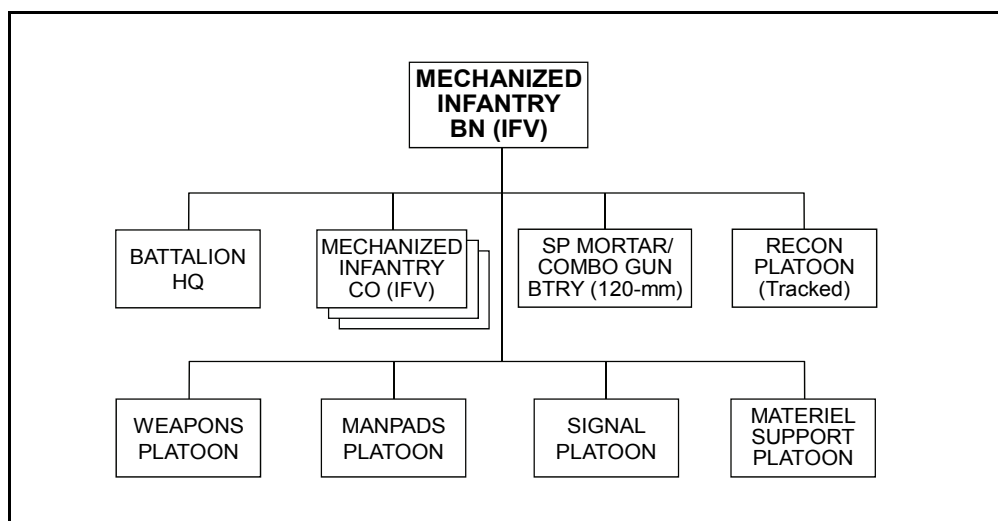 MECHANIZED
INFANTRY
BN (IFV)
BATTALION
HQ
MECHANIZED
INFANTRY
CO (IFV)
SP MORTAR/
COMBO GUN
BTRY (120-mm)
RECON
PLATOON
(Tracked)
WEAPONS
PLATOON
MANPADS
PLATOON
SIGNAL
PLATOON
MATERIEL
SUPPORT
PLATOON